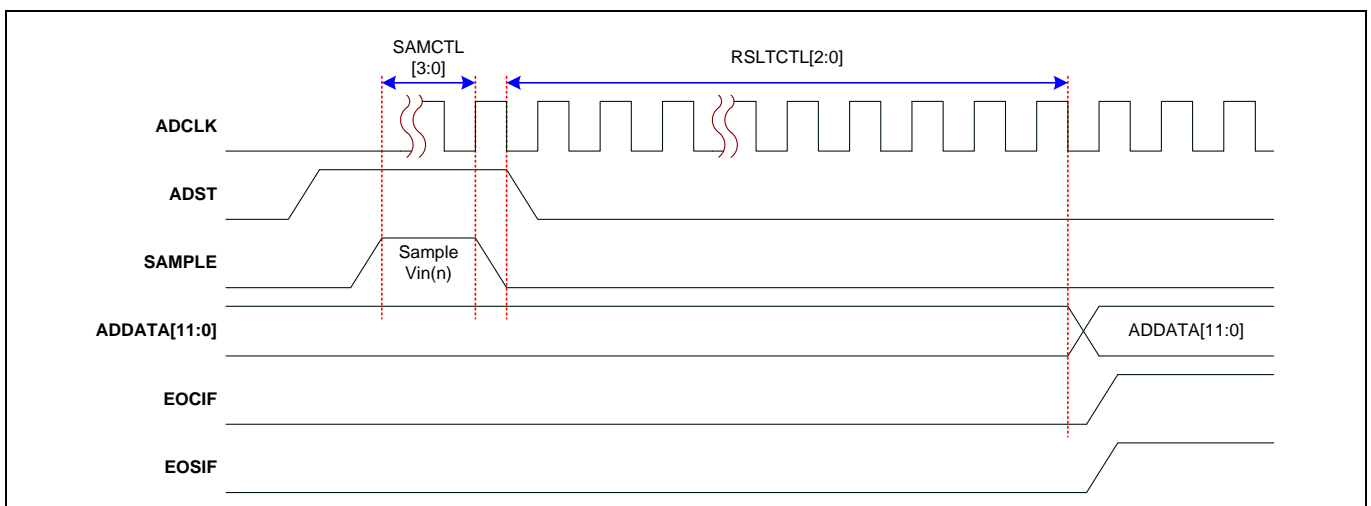 SAMCTL
[3:0]
RSLTCTL[2:0]
ADCLK
ADST
SAMPLE
Sample
Vin(n)
ADDATA[11:0]
ADDATA[11:0]
EOCIF
EOSIF